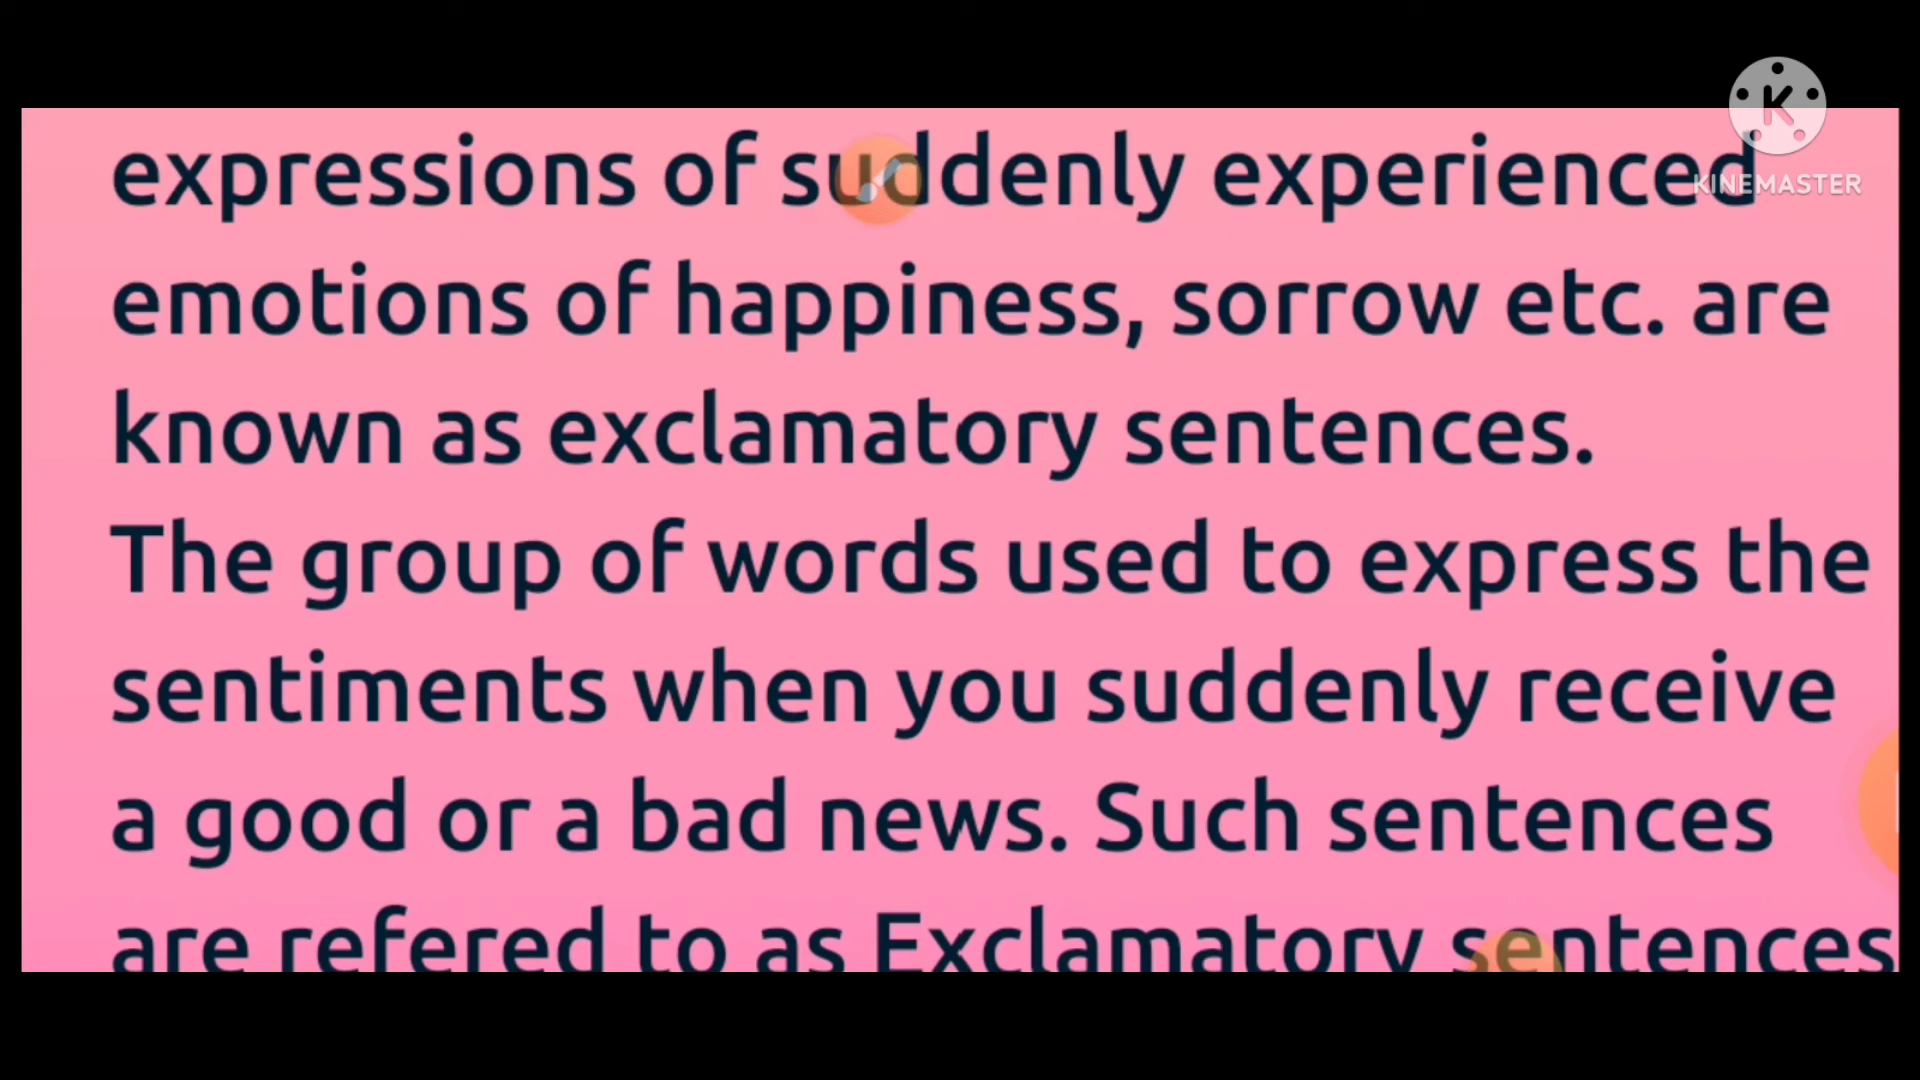 expressions of suddenly experienced
emotions of happiness, sorrow etc. are
known as exclamatory sentences.
The group of words used to express the
sentiments when you suddenly receive
a good or a bad news. Such sentences
are refered to as Exclamatory sentences
K
KINEMASTER